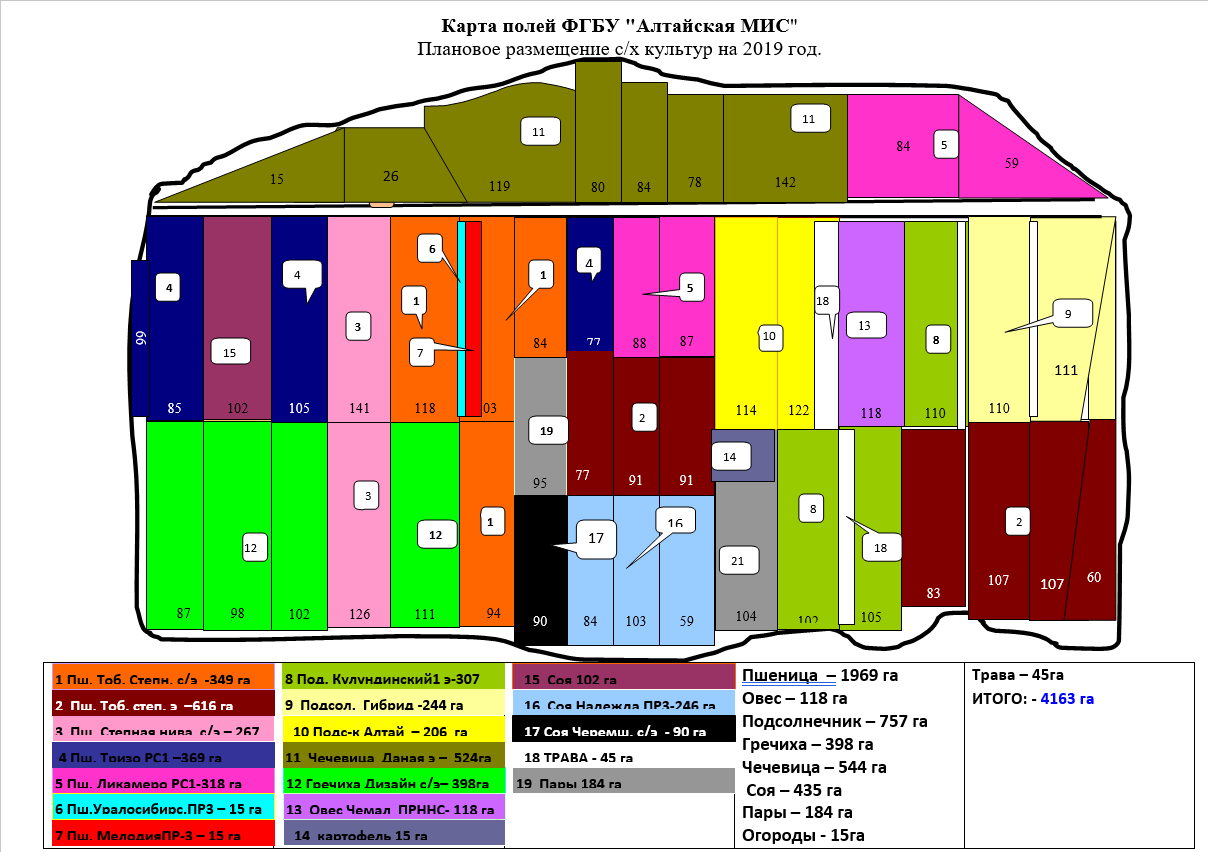 Карта полей ФГБУ "Алтайская МИС"
Плановое размещение с/х культур на 2019 год.
11
11
84
5
59
15
26
119
80
84
78
142
6
4
4
1
1
4
5
18
9
3
15
7
13
10
8
99
85
102
105
141
118
03
84
77
88
87
114
122
118
110
110
111
19
2
14
3
12
1
12
95
77
91
91
17
16
8
18
2
21
87
98
102
126
111
94
90
84
103
59
104
102
105
83
107
107
60
1 Пш. Тоб. Степн. с/э -349 га
2 Пш. Тоб. степ. э –616 га
3 Пш. Степная нива с/э – 267
4 Пш. Тризо РС1 –369 га
5 Пш. Ликамеро РС1-318 га
6 Пш.Уралосибирс.ПР3 – 15 га
7 Пш. МелодияПР-3 – 15 га
8 Под. Кулундинский1 э-307
9 Подсол. Гибрид -244 га
10 Подс-к Алтай – 206 га
11 Чечевица Даная э – 524га
12 Гречиха Дизайн с/э– 398га
13 Овес Чемал ПРННС- 118 га
14 картофель 15 га
15 Соя 102 га
16 Соя Надежда ПР3-246 га
17 Соя Черемш. с/э - 90 га
18 ТРАВА - 45 га
19 Пары 184 га
Пшеница – 1969 га
Овес – 118 га
Подсолнечник – 757 га
Гречиха – 398 га
Чечевица – 544 га
Соя – 435 га
Пары – 184 га
Огороды - 15га
Трава – 45га
ИТОГО: - 4163 га